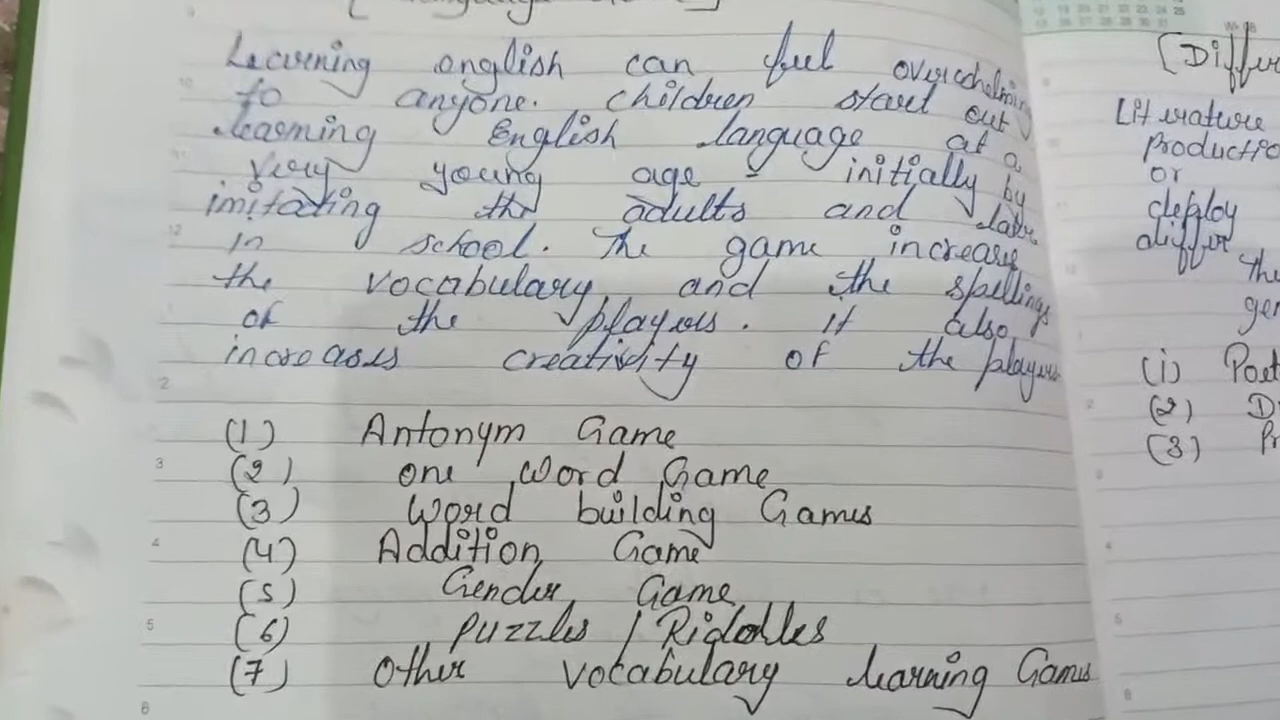 Learning english can feel overwhelming
to anyone. children start out
learning English language at a
very young age - initially by
imitating the adults and later
in school. The game increase
the vocabulary and the spellings
of the players. It also
increases creativity of the players
(1) Antonym Game
(2) one word Game
(3) Word building Games
(4) Addition Game
(5) Gender Game
(6) Puzzles / Riddles
(7) Other vocabulary learning Games
(Differ
Literature
Productio
or
deploy
differ
the
gen
(i) Poet
(2) D
(3) Pr